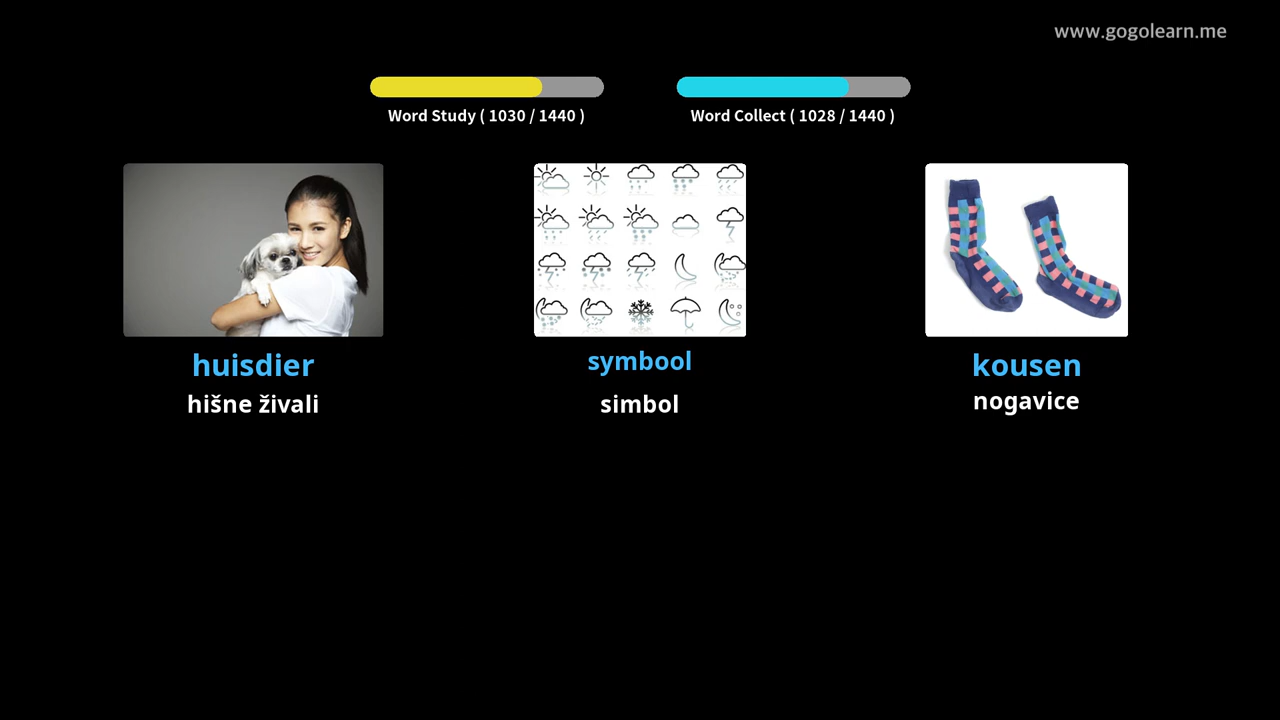 www.gogolearn.me
Word Study ( 1030 / 1440 )
Word Collect ( 1028 / 1440 )
huisdier
hišne živali
symbool
simbol
kousen
nogavice